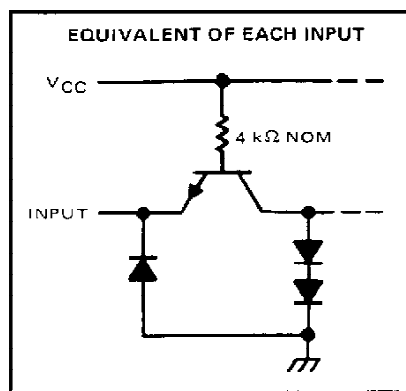 EQUIVALENT OF EACH INPUT
VCC
4 kΩ NOM
INPUT